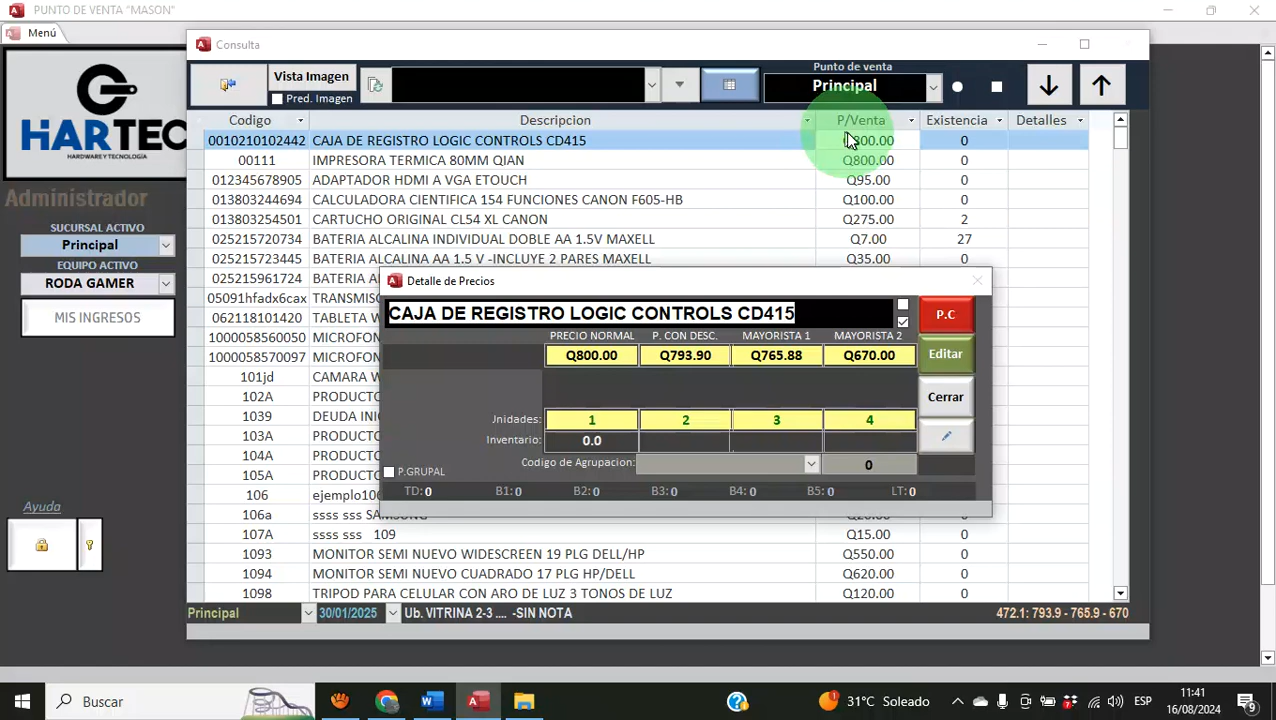 PUNTO DE VENTA "MASON"
Menú
HARTEC
HARDWARE Y TECNOLOGÍA
Administrador
SUCURSAL ACTIVO
Principal
EQUIPO ACTIVO
RODA GAMER
MIS INGRESOS
Ayuda
Consulta
Vista Imagen
Pred. Imagen
Punto de venta
Principal
Codigo Descripcion P/Venta Existencia Detalles
0010210102442 CAJA DE REGISTRO LOGIC CONTROLS CD415 Q800.00 0
00111 IMPRESORA TERMICA 80MM QIAN Q800.00 0
012345678905 ADAPTADOR HDMI A VGA ETOUCH Q95.00 0
013803244694 CALCULADORA CIENTIFICA 154 FUNCIONES CANON F605-HB Q100.00 0
013803254501 CARTUCHO ORIGINAL CL54 XL CANON Q275.00 2
025215720734 BATERIA ALCALINA INDIVIDUAL DOBLE AA 1.5V MAXELL Q7.00 27
025215723445 BATERIA ALCALINA AA 1.5 V -INCLUYE 2 PARES MAXELL Q35.00 0
025215961724 BATERIA
05091hfadx6cax TRANSMISO
062118101420 TABLETA W
1000058560050 MICROFON
1000058570097 MICROFON
101jd CAMARA W
102A PRODUCTO
1039 DEUDA INI
103A PRODUCTO
104A PRODUCTO
105A PRODUCTO
106 ejemplo106
106a ssss sss SAMSUNG Q20.00 0
107A ssss sss 109 Q15.00 0
1093 MONITOR SEMI NUEVO WIDESCREEN 19 PLG DELL/HP Q550.00 0
1094 MONITOR SEMI NUEVO CUADRADO 17 PLG HP/DELL Q620.00 0
1098 TRIPOD PARA CELULAR CON ARO DE LUZ 3 TONOS DE LUZ Q120.00 0
Principal 30/01/2025 Ub. VITRINA 2-3 .... -SIN NOTA 472.1: 793.9 - 765.9 - 670
Detalle de Precios
CAJA DE REGISTRO LOGIC CONTROLS CD415
P.C
PRECIO NORMAL P. CON DESC. MAYORISTA 1 MAYORISTA 2
Q800.00 Q793.90 Q765.88 Q670.00
Editar
Cerrar
Jnidades: 1 2 3 4
Inventario: 0.0
Codigo de Agrupacion: 0
P.GRUPAL
TD: 0 B1: 0 B2: 0 B3: 0 B4: 0 B5: 0 LT: 0
Buscar
31°C Soleado
ESP
11:41
16/08/2024
9